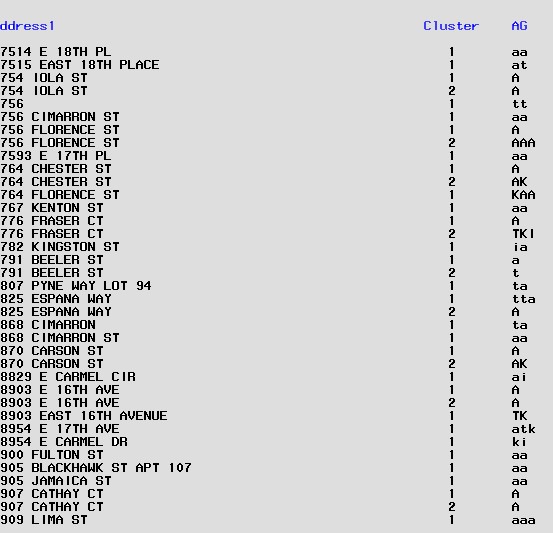 ddress1 Cluster AG
7514 E 18TH PL 1 aa
7515 EAST 18TH PLACE 1 at
754 IOLA ST 1 A
754 IOLA ST 2 A
756 1 tt
756 CIMARRON ST 1 aa
756 FLORENCE ST 1 A
756 FLORENCE ST 2 AAA
7593 E 17TH PL 1 aa
764 CHESTER ST 1 A
764 CHESTER ST 2 AK
764 FLORENCE ST 1 KAA
767 KENTON ST 1 aa
776 FRASER CT 1 A
776 FRASER CT 2 TKI
782 KINGSTON ST 1 ia
791 BEELER ST 1 a
791 BEELER ST 2 t
807 PYNE WAY LOT 94 1 ta
825 ESPANA WAY 1 tta
825 ESPANA WAY 2 A
868 CIMARRON 1 ta
868 CIMARRON ST 1 aa
870 CARSON ST 1 A
870 CARSON ST 2 AK
8829 E CARMEL CIR 1 ai
8903 E 16TH AVE 1 A
8903 E 16TH AVE 2 A
8903 EAST 16TH AVENUE 1 TK
8954 E 17TH AVE 1 atk
8954 E CARMEL DR 1 ki
900 FULTON ST 1 aa
905 BLACKHAWK ST APT 107 1 aa
905 JAMAICA ST 1 aa
907 CATHAY CT 1 A
907 CATHAY CT 2 A
909 LIMA ST 1 aaa